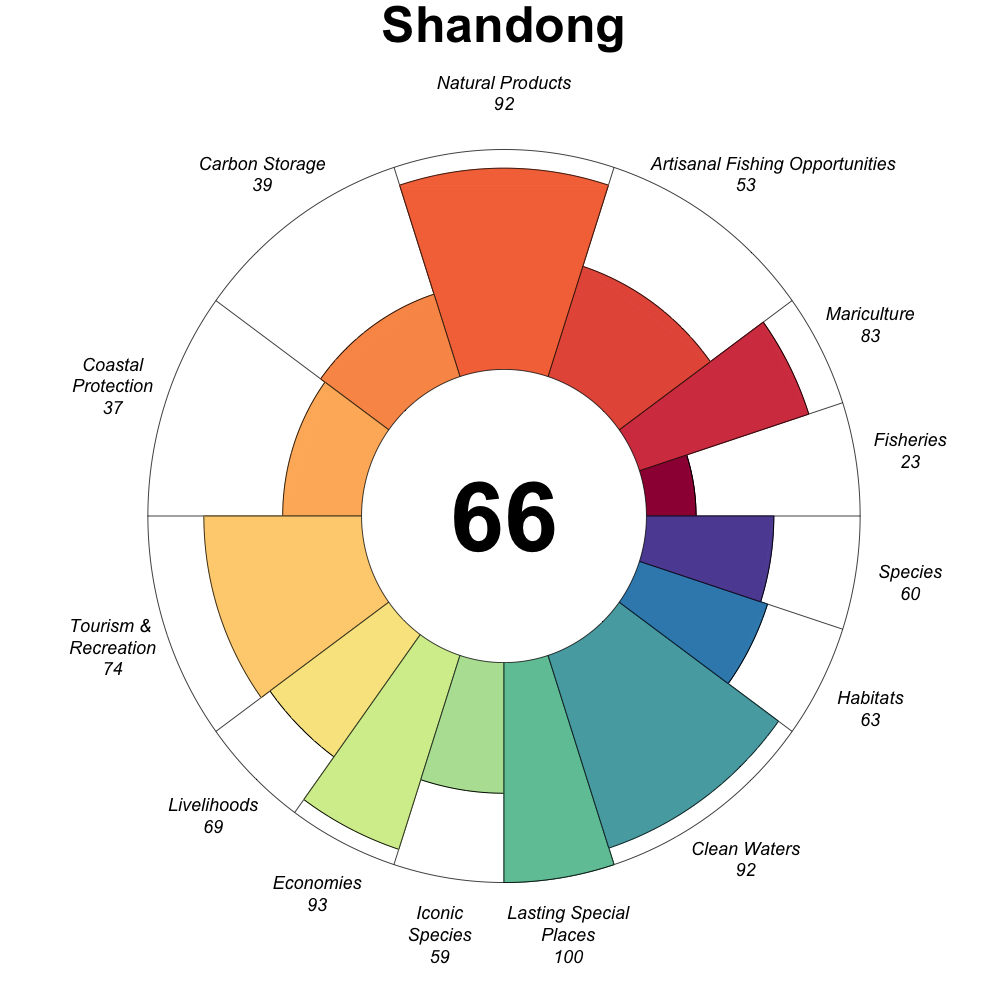 Shandong
Natural Products
92
Carbon Storage
39
Artisanal Fishing Opportunities
53
Mariculture
83
Coastal
Protection
37
Fisheries
23
66
Species
60
Tourism &
Recreation
74
Habitats
63
Livelihoods
69
Clean Waters
92
Economies
93
Iconic
Species
59
Lasting Special
Places
100